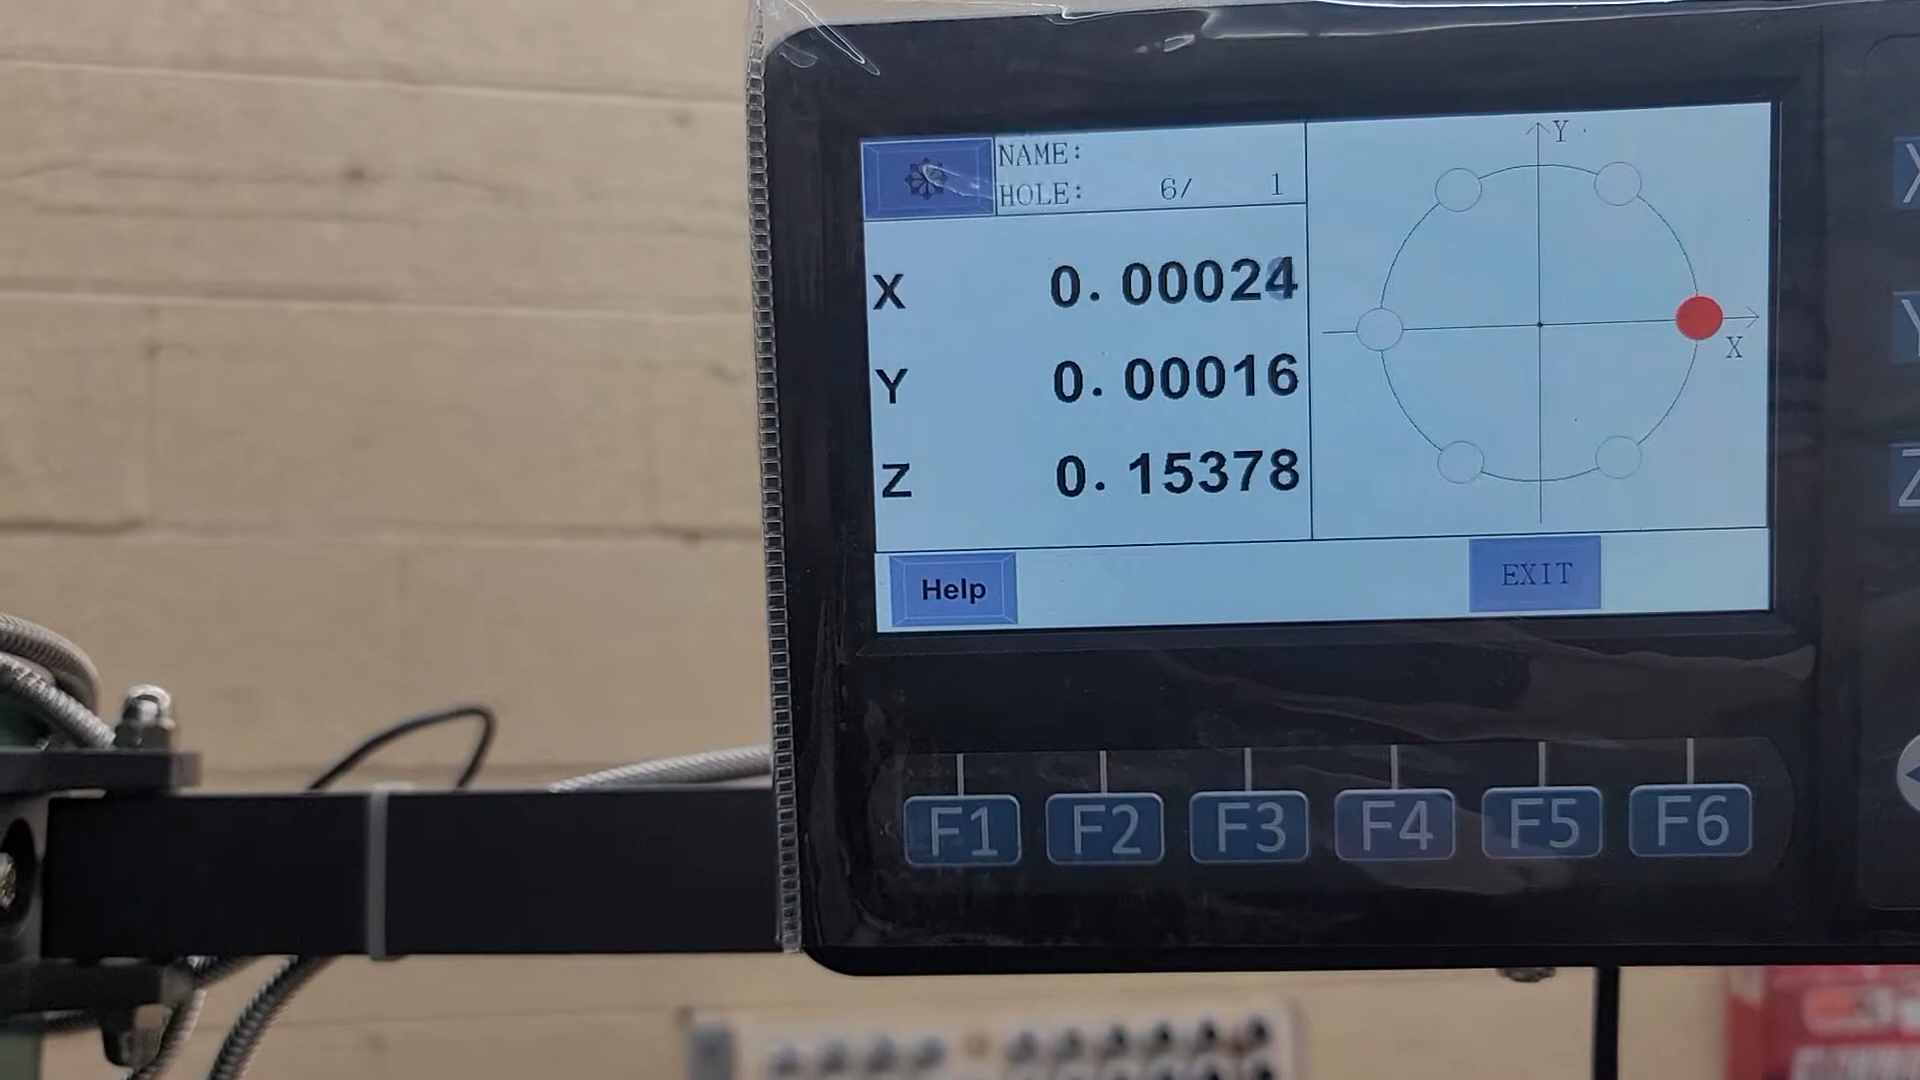 NAME:
HOLE: 6/ 1
X 0.00024
Y 0.00016
Z 0.15378
Y
X
Help
EXIT
F1 F2 F3 F4 F5 F6
X
Y
Z